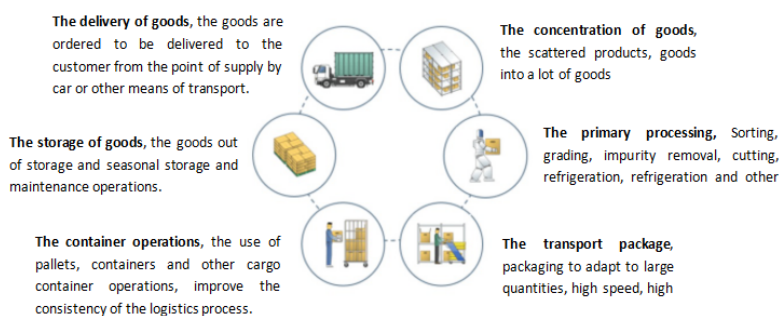 The delivery of goods, the goods are
ordered to be delivered to the
customer from the point of supply by
car or other means of transport.
The concentration of goods,
the scattered products, goods
into a lot of goods
The storage of goods, the goods out
of storage and seasonal storage and
maintenance operations.
The primary processing, Sorting,
grading, impurity removal, cutting,
refrigeration, refrigeration and other
The container operations, the use of
pallets, containers and other cargo
container operations, improve the
consistency of the logistics process.
The transport package,
packaging to adapt to large
quantities, high speed, high